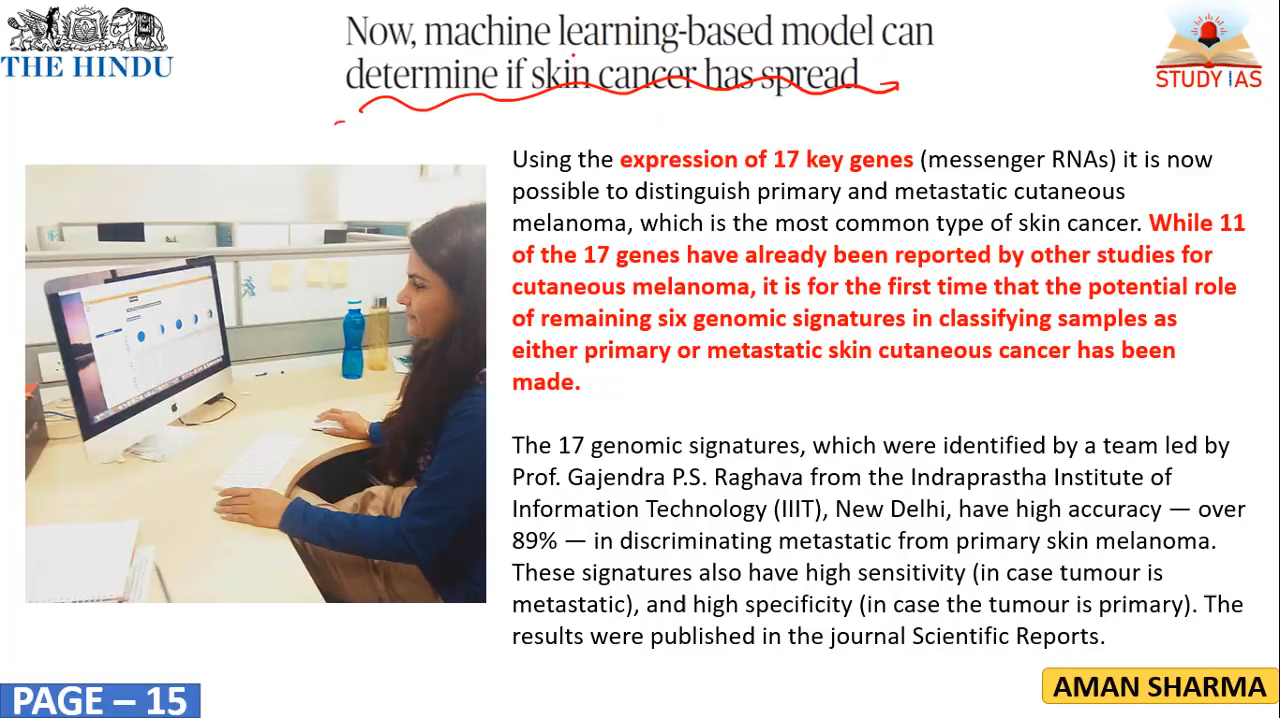 THE HINDU
Now, machine learning-based model can
determine if skin cancer has spread
STUDY IAS
Using the expression of 17 key genes (messenger RNAs) it is now
possible to distinguish primary and metastatic cutaneous
melanoma, which is the most common type of skin cancer. While 11
of the 17 genes have already been reported by other studies for
cutaneous melanoma, it is for the first time that the potential role
of remaining six genomic signatures in classifying samples as
either primary or metastatic skin cutaneous cancer has been
made.
The 17 genomic signatures, which were identified by a team led by
Prof. Gajendra P.S. Raghava from the Indraprastha Institute of
Information Technology (IIIT), New Delhi, have high accuracy — over
89% — in discriminating metastatic from primary skin melanoma.
These signatures also have high sensitivity (in case tumour is
metastatic), and high specificity (in case the tumour is primary). The
results were published in the journal Scientific Reports.
PAGE – 15
AMAN SHARMA